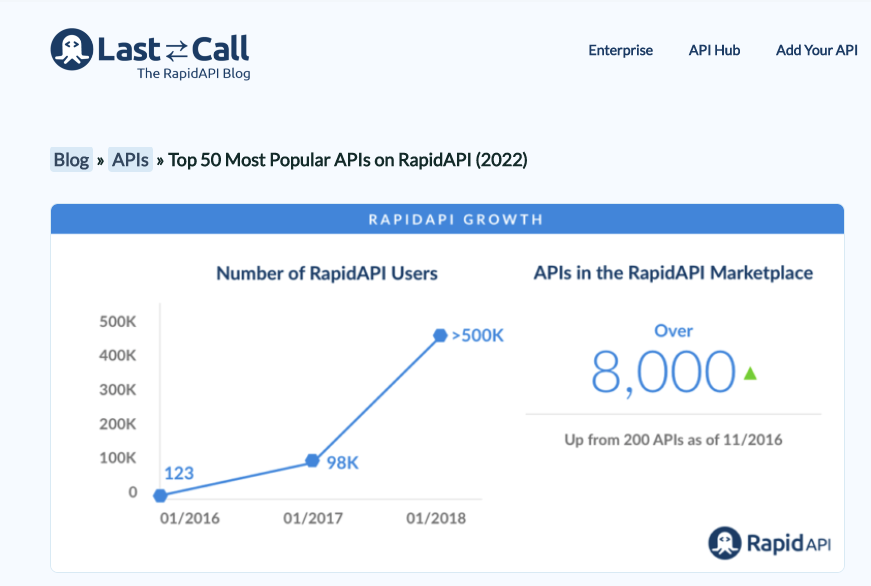 Last ⇄ Call
The RapidAPI Blog
Enterprise API Hub Add Your API
Blog » APIs » Top 50 Most Popular APIs on RapidAPI (2022)
RAPIDAPI GROWTH
Number of RapidAPI Users
500K
400K
300K
200K
100K
0
123
98K
>500K
01/2016 01/2017 01/2018
APIs in the RapidAPI Marketplace
Over
8,000
Up from 200 APIs as of 11/2016
Rapid API